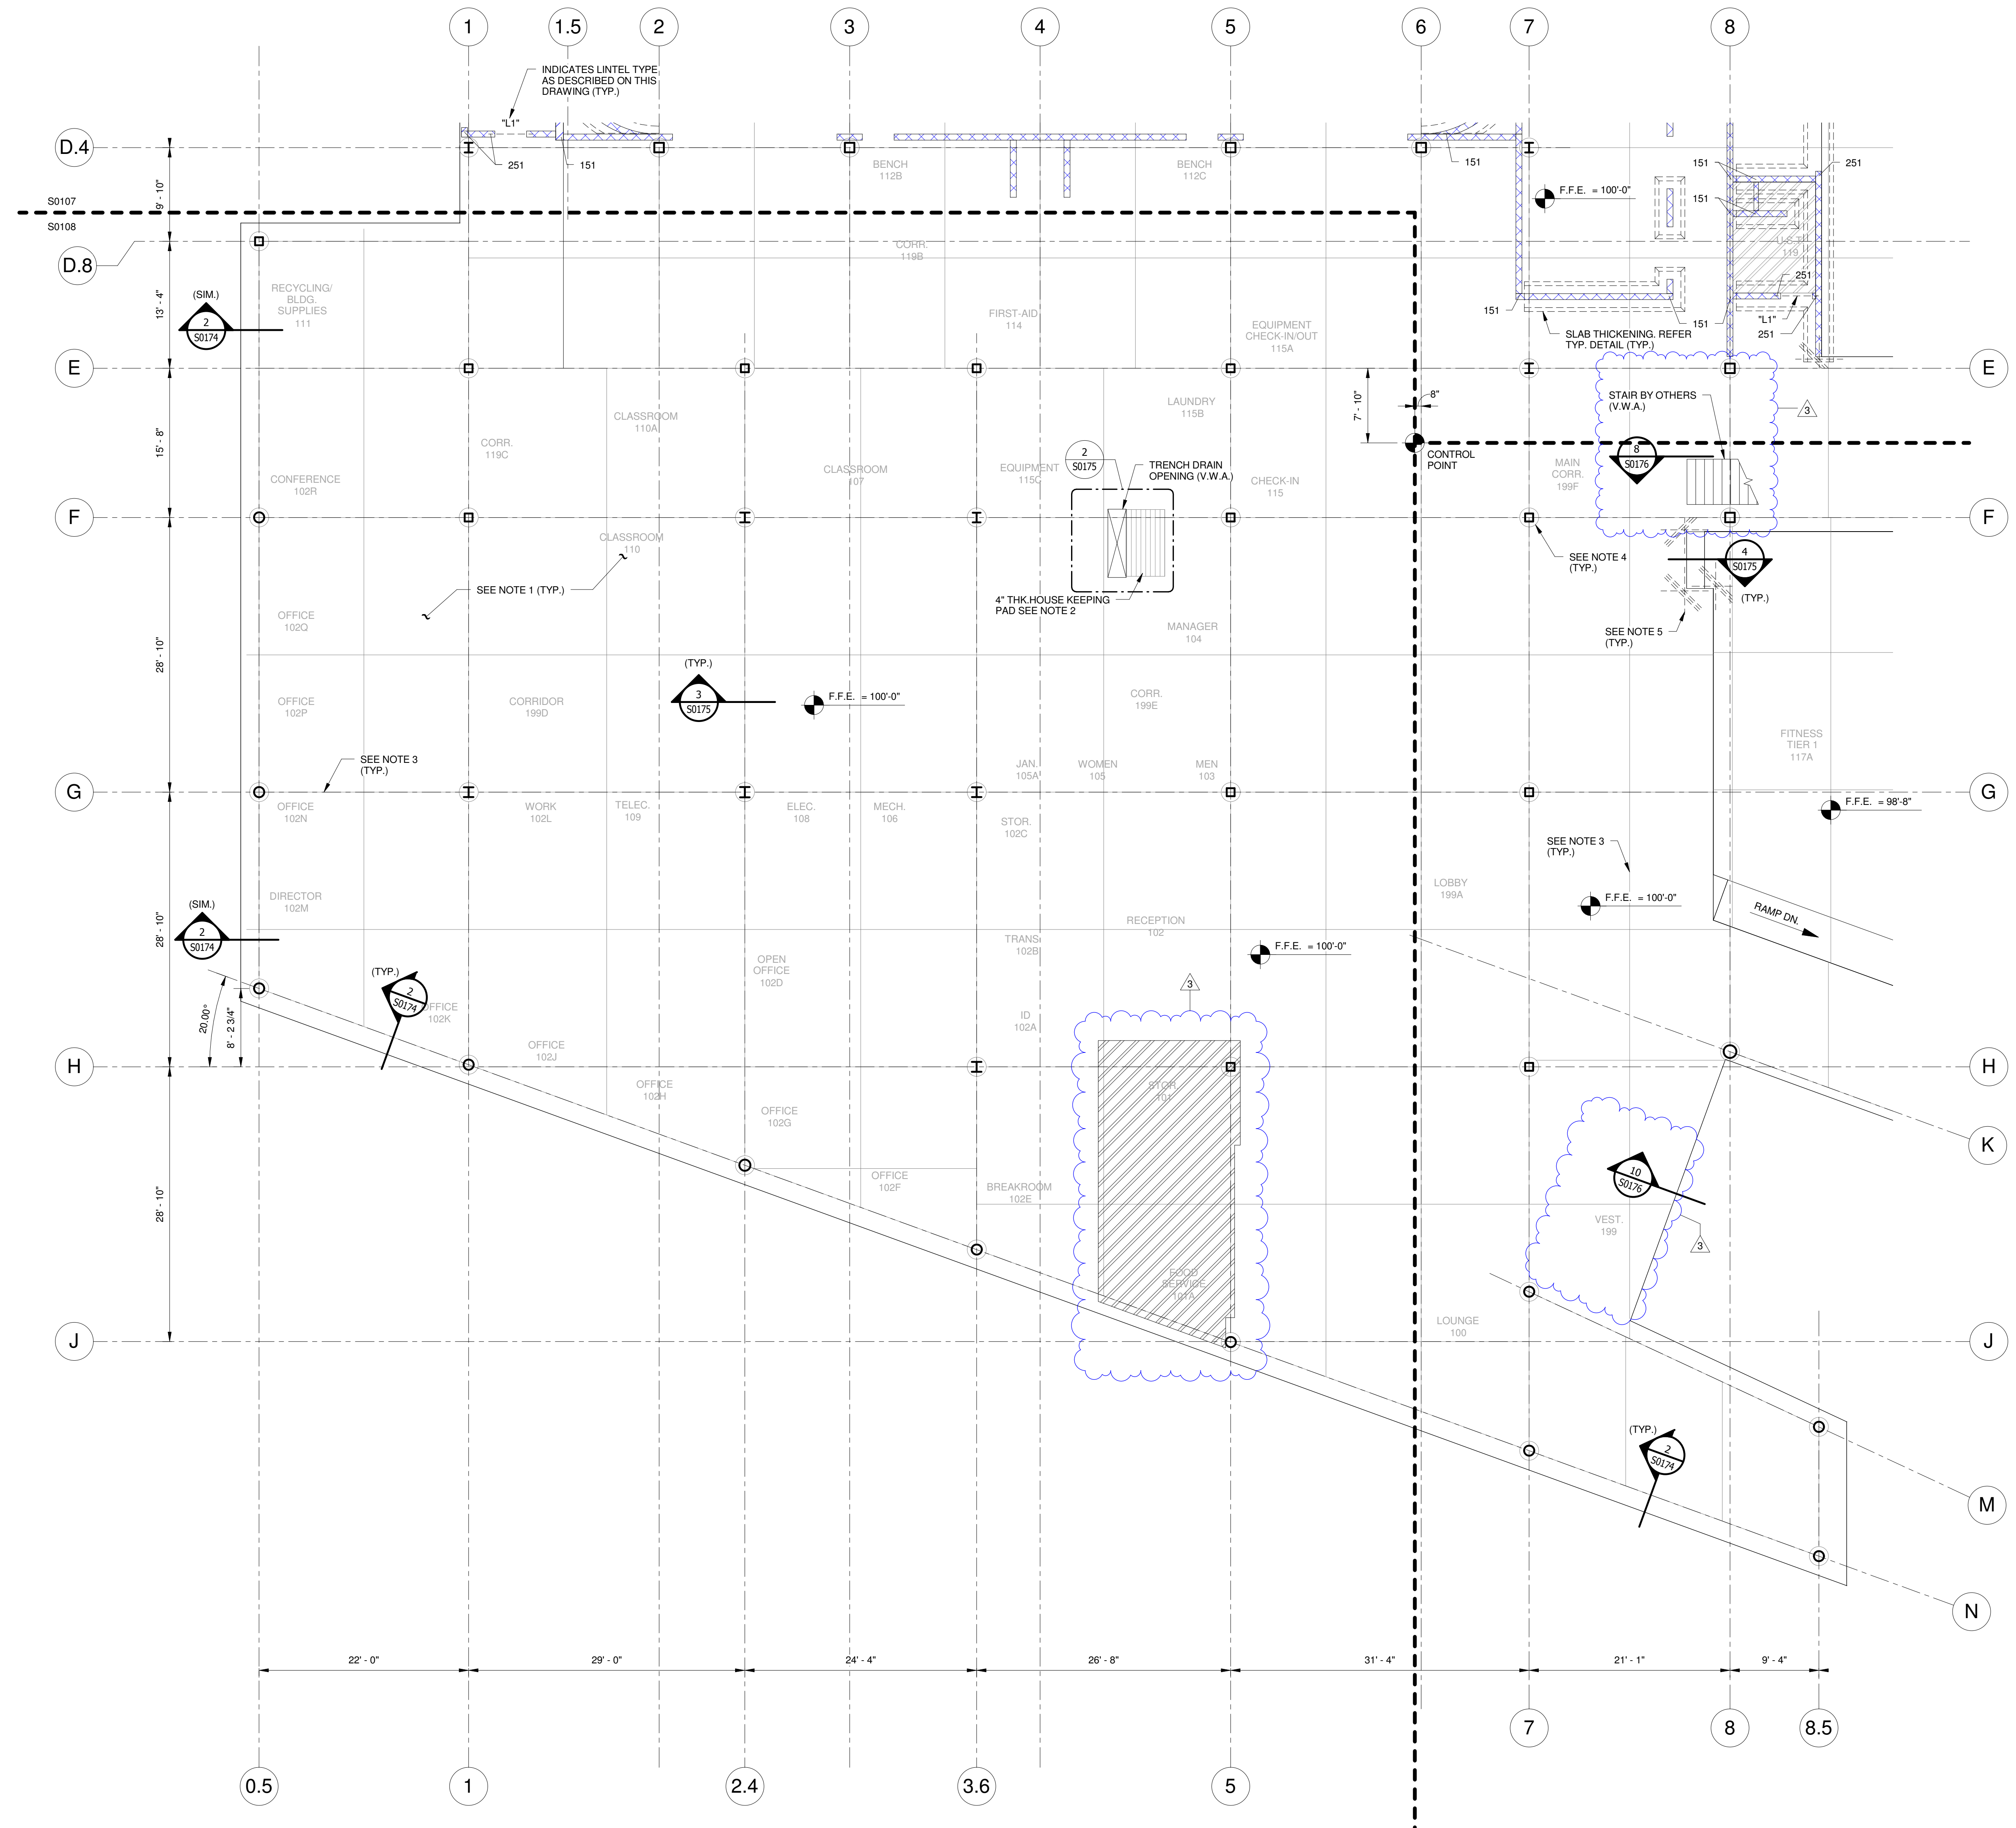 1
1.5
2
3
4
5
6
7
8
INDICATES LINTEL TYPE
AS DESCRIBED ON THIS
DRAWING (TYP.)
"L1"
D.4
251
151
BENCH
112B
BENCH
112C
151
151
251
151
F.F.E. = 100'-0"
9' - 10"
S0107
S0108
D.8
CORR.
119B
U.S.T.
119
13' - 4"
(SIM.)
2
S0174
RECYCLING/
BLDG.
SUPPLIES
111
FIRST-AID
114
EQUIPMENT
CHECK-IN/OUT
115A
251
151
151
"L1"
251
SLAB THICKENING. REFER
TYP. DETAIL (TYP.)
E
E
15' - 8"
7' - 10"
8"
STAIR BY OTHERS
(V.W.A.)
3
LAUNDRY
115B
CLASSROOM
110A
CORR.
119C
CONFERENCE
102R
CLASSROOM
107
EQUIPMENT
115C
2
S0175
TRENCH DRAIN
OPENING (V.W.A.)
CHECK-IN
115
CONTROL
POINT
MAIN
CORR.
199F
8
S0176
F
F
CLASSROOM
110
SEE NOTE 4
(TYP.)
4
S0175
(TYP.)
SEE NOTE 1 (TYP.)
4" THK.HOUSE KEEPING
PAD SEE NOTE 2
OFFICE
102Q
MANAGER
104
SEE NOTE 5
(TYP.)
28' - 10"
(TYP.)
3
S0175
F.F.E. = 100'-0"
OFFICE
102P
CORRIDOR
199D
CORR.
199E
FITNESS
TIER 1
117A
SEE NOTE 3
(TYP.)
JAN.
105A
WOMEN
105
MEN
103
G
G
OFFICE
102N
WORK
102L
TELEC.
109
ELEC.
108
MECH.
106
STOR.
102C
F.F.E. = 98'-8"
SEE NOTE 3
(TYP.)
DIRECTOR
102M
LOBBY
199A
F.F.E. = 100'-0"
RAMP DN.
(SIM.)
2
S0174
28' - 10"
RECEPTION
102
TRANS.
102B
F.F.E. = 100'-0"
OPEN
OFFICE
102D
(TYP.)
2
S0174
OFFICE
102K
20.00°
8' - 2 3/4"
3
ID
102A
OFFICE
102J
H
H
OFFICE
102H
STOR.
101
OFFICE
102G
K
10
S0176
28' - 10"
OFFICE
102F
BREAKROOM
102E
VEST.
199
3
FOOD
SERVICE
101A
LOUNGE
100
J
J
(TYP.)
2
S0174
M
N
22' - 0"
29' - 0"
24' - 4"
26' - 8"
31' - 4"
21' - 1"
9' - 4"
7
8
8.5
0.5
1
2.4
3.6
5